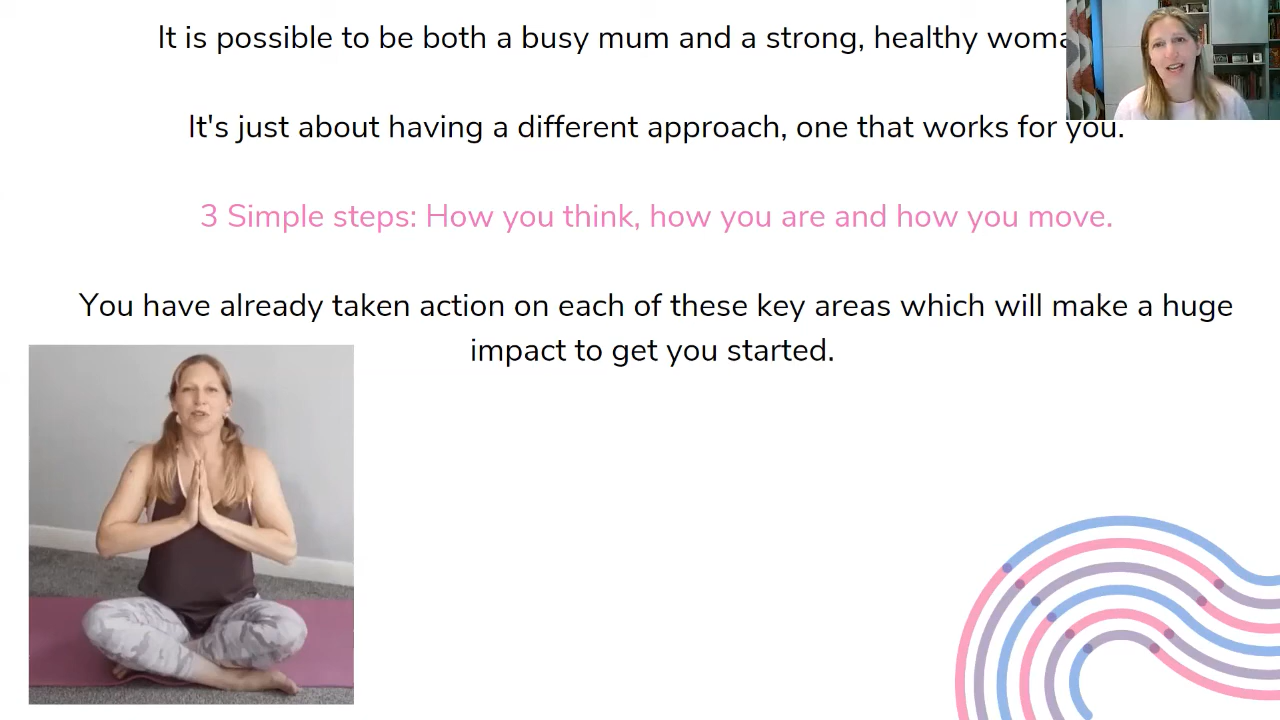 It is possible to be both a busy mum and a strong, healthy
It's just about having a different approach, one that works for you.
3 Simple steps: How you think, how you are and how you move.
You have already taken action on each of these key areas which will make a huge
impact to get you started.